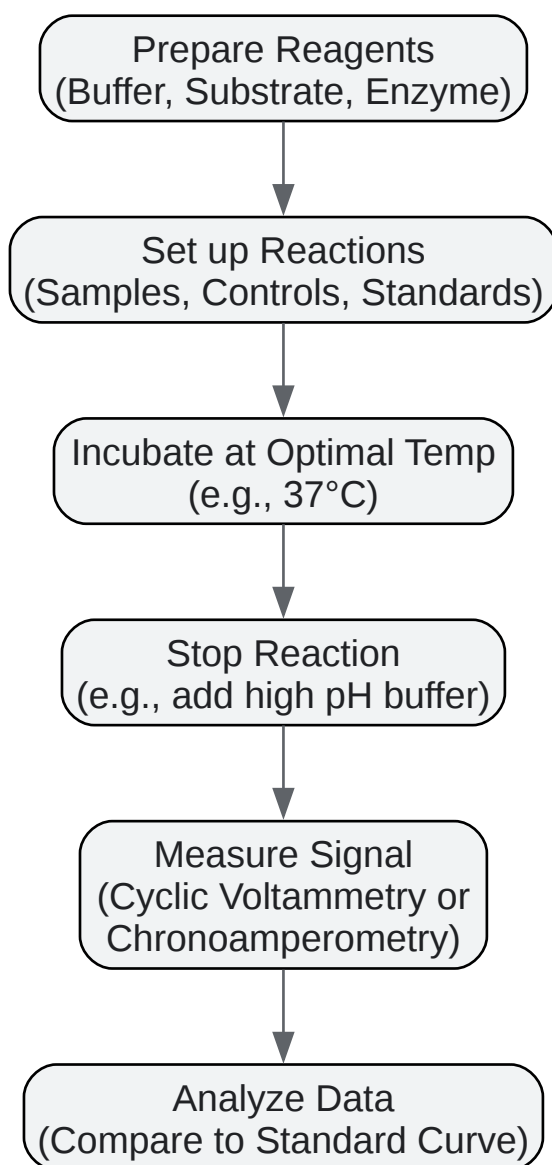 Prepare Reagents
(Buffer, Substrate, Enzyme)
Set up Reactions
(Samples, Controls, Standards)
Incubate at Optimal Temp
(e.g., 37°C)
Stop Reaction
(e.g., add high pH buffer)
Measure Signal
(Cyclic Voltammetry or
Chronoamperometry)
Analyze Data
(Compare to Standard Curve)